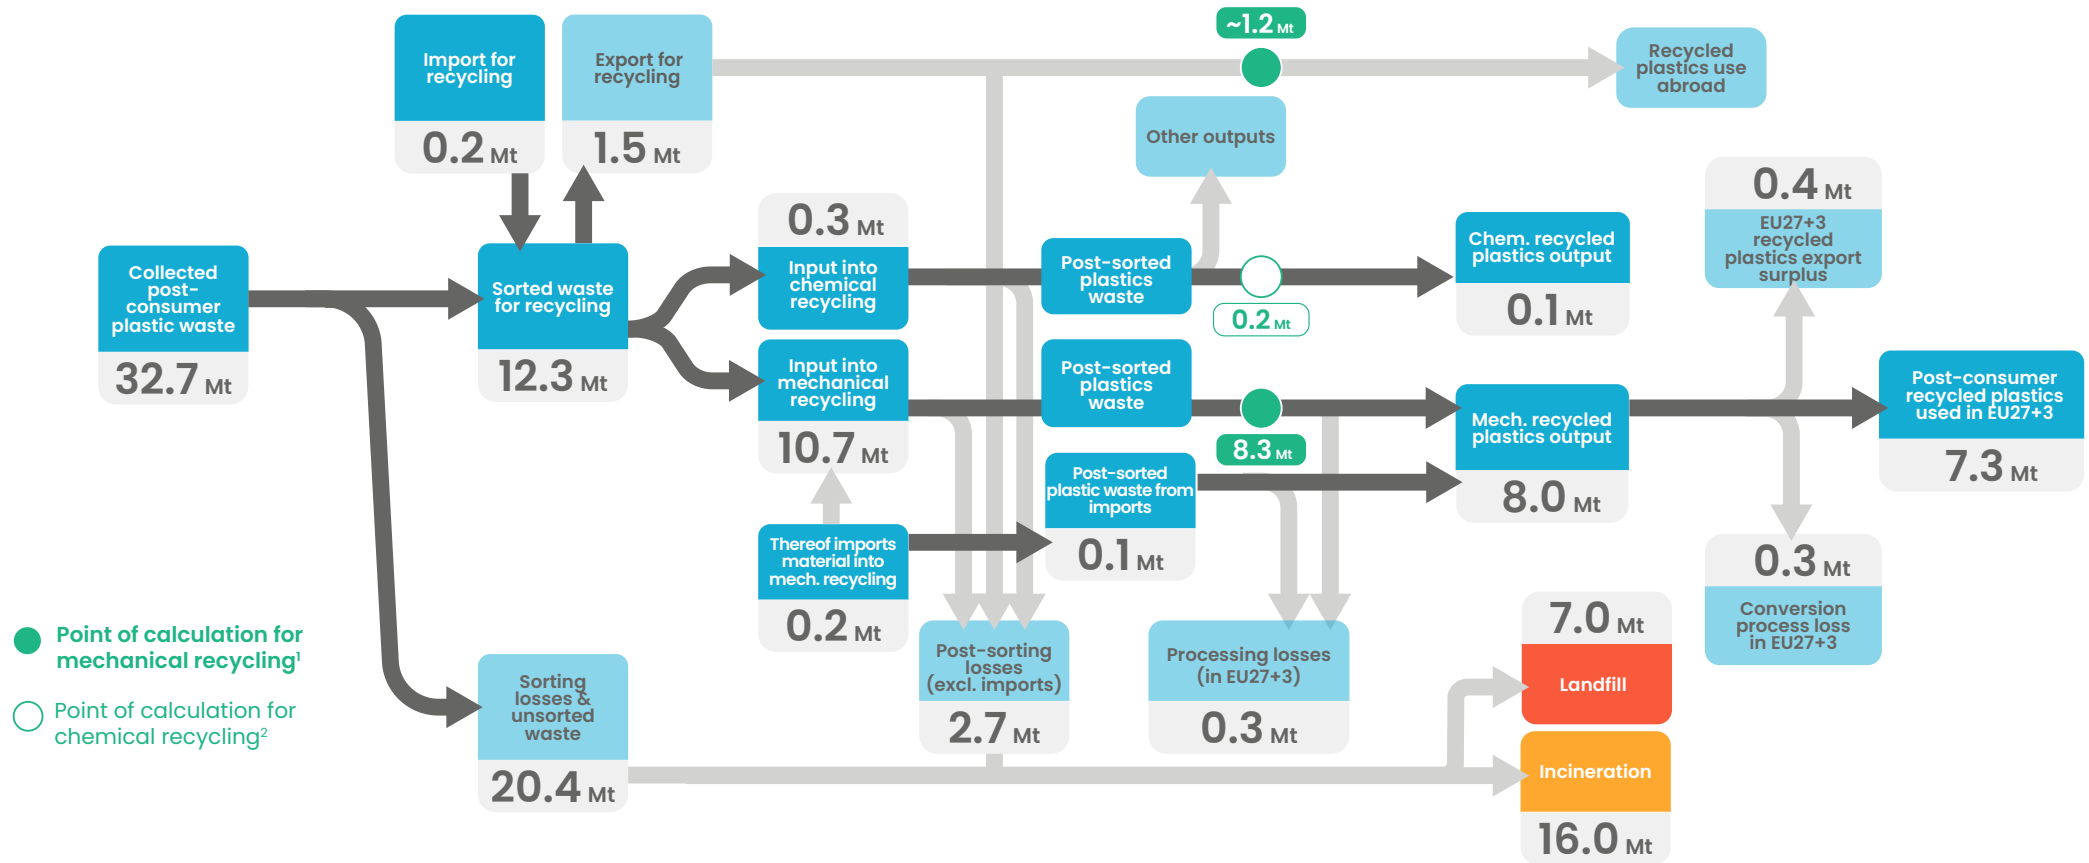 Import for
recycling
0.2 Mt
Export for
recycling
1.5 Mt
~1.2 Mt
Recycled
plastics use
abroad
Other outputs
Collected
post-
consumer
plastic waste
32.7 Mt
Sorted waste
for recycling
12.3 Mt
0.3 Mt
Input into
chemical
recycling
Post-sorted
plastics
waste
0.2 Mt
Chem. recycled
plastics output
0.1 Mt
0.4 Mt
EU27+3
recycled
plastics export
surplus
Input into
mechanical
recycling
10.7 Mt
Post-sorted
plastics
waste
8.3 Mt
Mech. recycled
plastics output
8.0 Mt
Post-consumer
recycled plastics
used in EU27+3
7.3 Mt
Post-sorted
plastic waste from
imports
0.1 Mt
Thereof imports
material into
mech. recycling
0.2 Mt
0.3 Mt
Conversion
process loss
in EU27+3
Point of calculation for
mechanical recycling¹
Point of calculation for
chemical recycling²
Sorting
losses &
unsorted
waste
20.4 Mt
Post-sorting
losses
(excl. imports)
2.7 Mt
Processing losses
(in EU27+3)
0.3 Mt
7.0 Mt
Landfill
Incineration
16.0 Mt